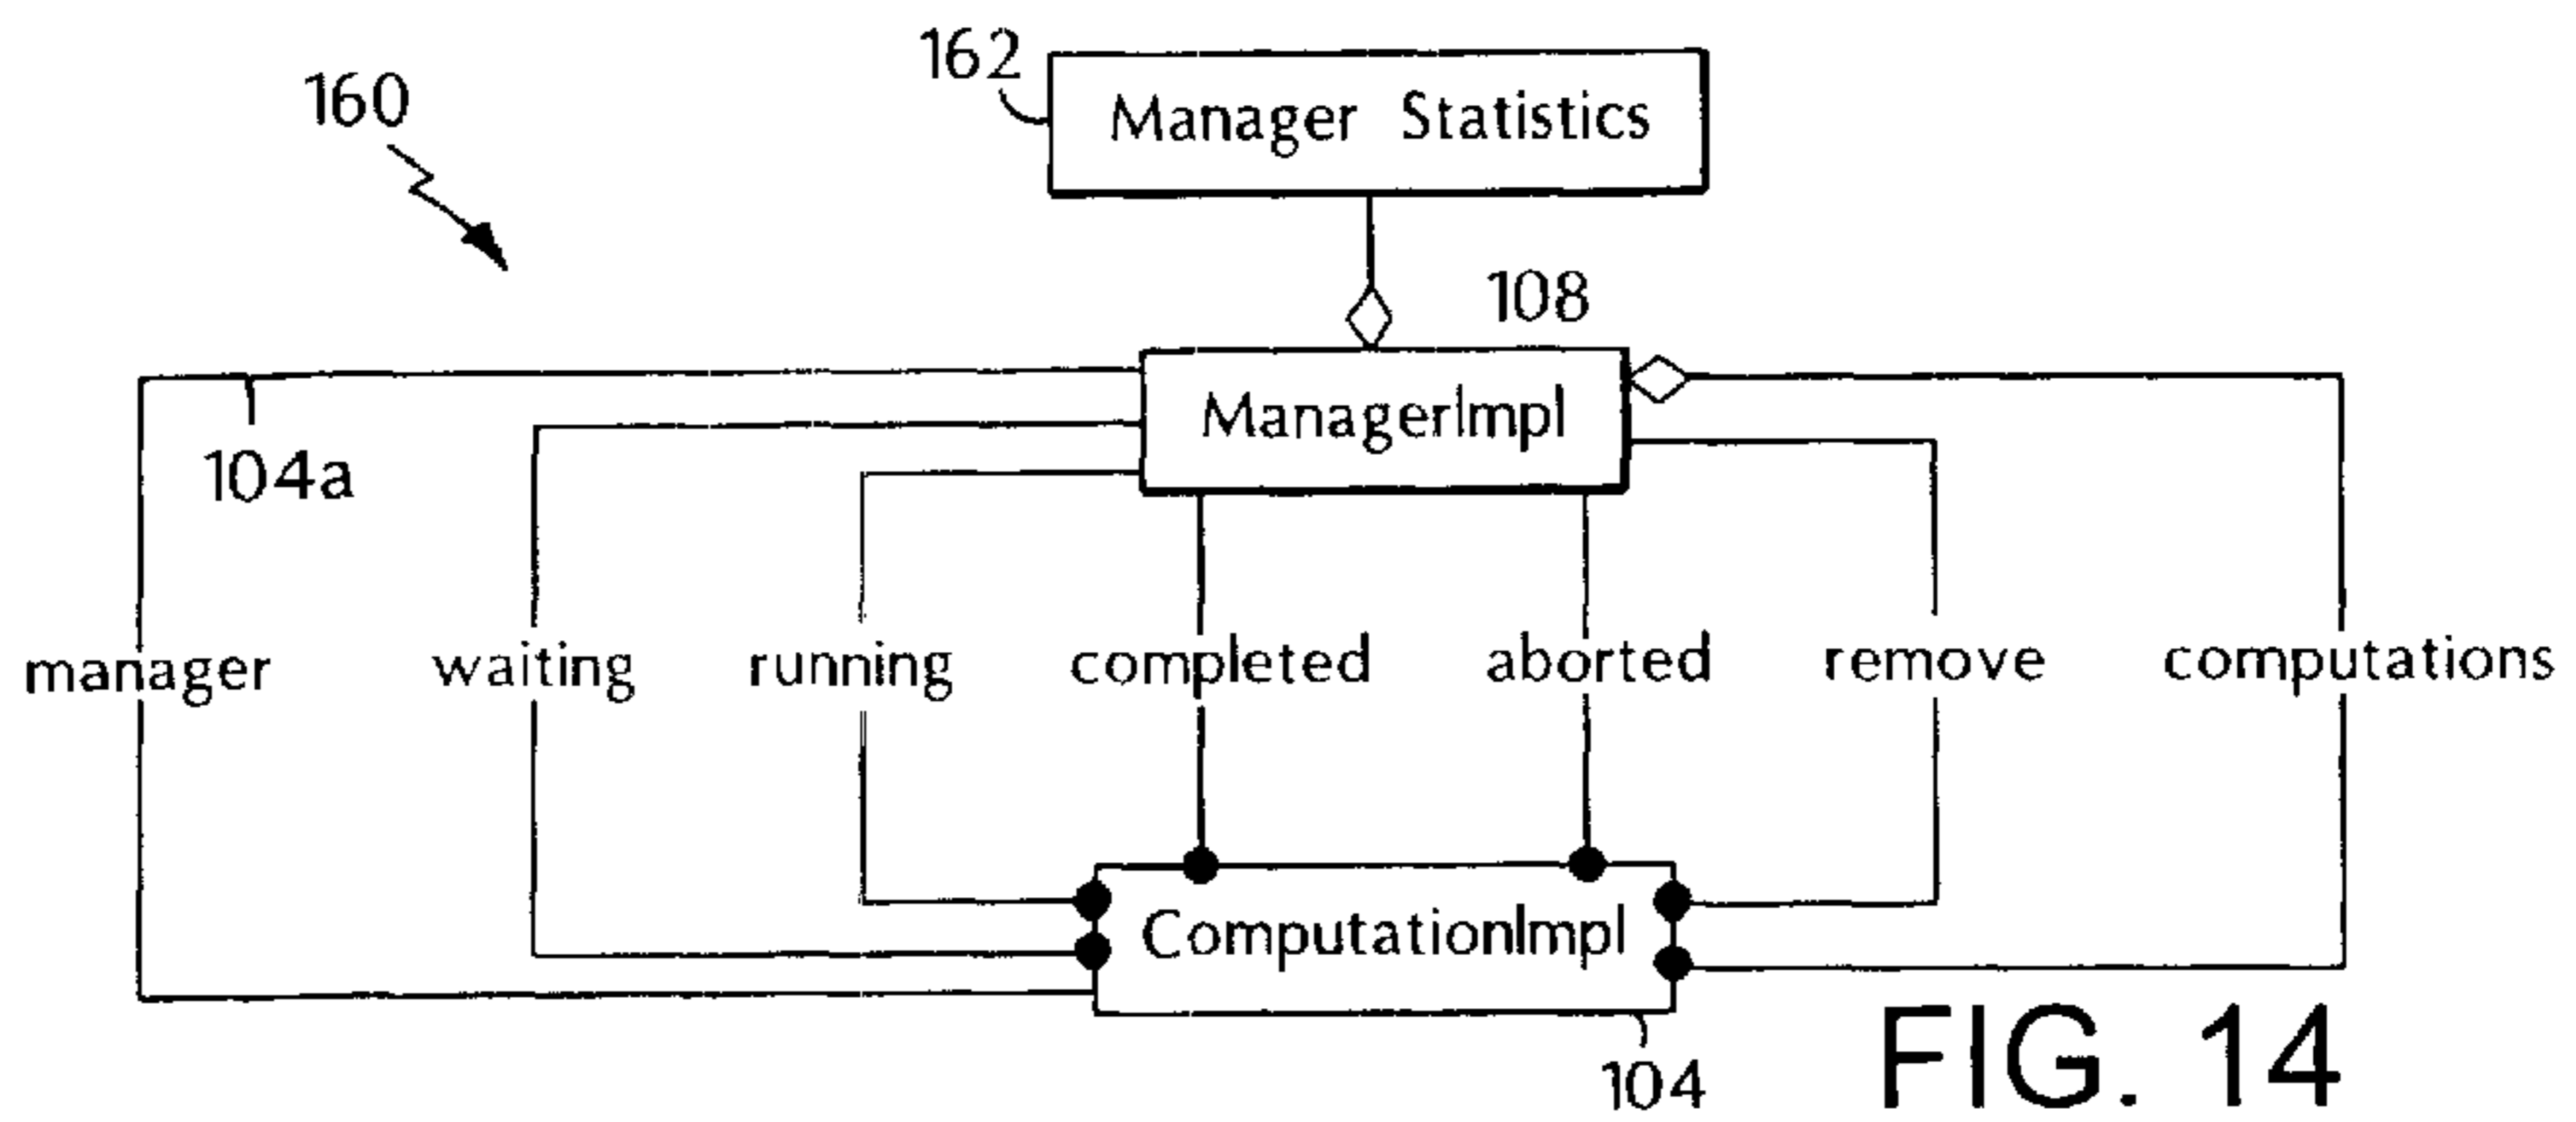 162
Manager Statistics
160
108
ManagerImpl
104a
manager waiting running completed aborted remove computations
ComputationImpl
104
FIG. 14